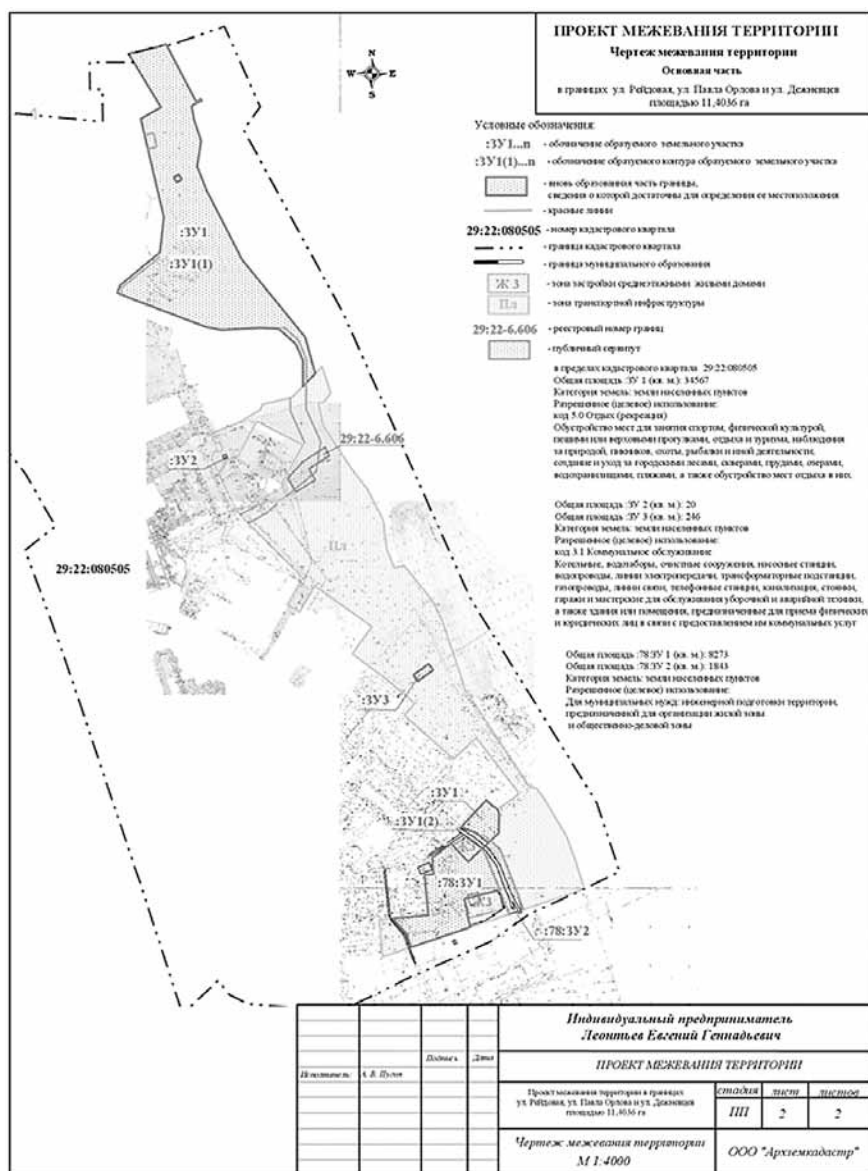 ПРОЕКТ МЕЖЕВАНИЯ ТЕРРИТОРИИ
Чертеж межевания территории
Основная часть
в границах ул. Рейдовая, ул. Павла Орлова и ул. Дежневцев
площадью 11,4036 га
N
W E
S
Условные обозначения:
:ЗУ1...n - обозначение образуемого земельного участка
:ЗУ1(1)...n - обозначение образуемого контура образуемого земельного участка
- вновь образованная часть границы,
сведения о которой достаточны для определения ее местоположения
- красные линии
29:22:080505 - номер кадастрового квартала
- граница кадастрового квартала
- граница муниципального образования
Ж 3 - зона застройки среднеэтажными жилыми домами
Пл - зона транспортной инфраструктуры
29:22-6.606 - реестровый номер границ
- публичный сервитут
в пределах кадастрового квартала 29:22:080505
Общая площадь :ЗУ 1 (кв. м.): 34567
Категория земель: земли населенных пунктов
Разрешенное (целевое) использование:
код 5.0 Отдых (рекреация)
Обустройство мест для занятия спортом, физической культурой,
пешими или верховыми прогулками, отдыха и туризма, наблюдения
за природой, пикников, охоты, рыбалки и иной деятельности,
создание и уход за городскими лесами, скверами, прудами, озерами,
водохранилищами, пляжами, а также обустройство мест отдыха в них.
Общая площадь :ЗУ 2 (кв. м.): 20
Общая площадь :ЗУ 3 (кв. м.): 246
Категория земель: земли населенных пунктов
Разрешенное (целевое) использование:
код 3.1 Коммунальное обслуживание
Котельные, водозаборы, очистные сооружения, насосные станции,
водопроводы, линии электропередачи, трансформаторные подстанции,
газопроводы, линии связи, телефонные станции, канализация, стоянки,
гаражи и мастерские для обслуживания уборочной и аварийной техники,
а также здания или помещения, предназначенные для приема физических
и юридических лиц в связи с предоставлением им коммунальных услуг
Общая площадь :78:ЗУ 1 (кв. м.): 8273
Общая площадь :78:ЗУ 2 (кв. м.): 1843
Категория земель: земли населенных пунктов
Разрешенное (целевое) использование:
Для муниципальных нужд: инженерной подготовки территории,
предназначенной для организации жилой зоны
и общественно-деловой зоны
:ЗУ1
:ЗУ1(1)
29:22-6.606
:ЗУ2
Пл
29:22:080505
:ЗУ3
:ЗУ1
:ЗУ1(2)
:78:ЗУ1
Ж3
:78:ЗУ2
Индивидуальный предприниматель
Леонтьев Евгений Геннадьевич
Подпись Дата
ПРОЕКТ МЕЖЕВАНИЯ ТЕРРИТОРИИ
Исполнитель: А. В.
Проект межевания территории в границах
ул. Рейдовая, ул. Павла Орлова и ул. Дежневцев
площадью 11,4036 га
стадия лист листов
ПП 2 2
Чертеж межевания территории
М 1:4000
ООО "Архземкадастр"